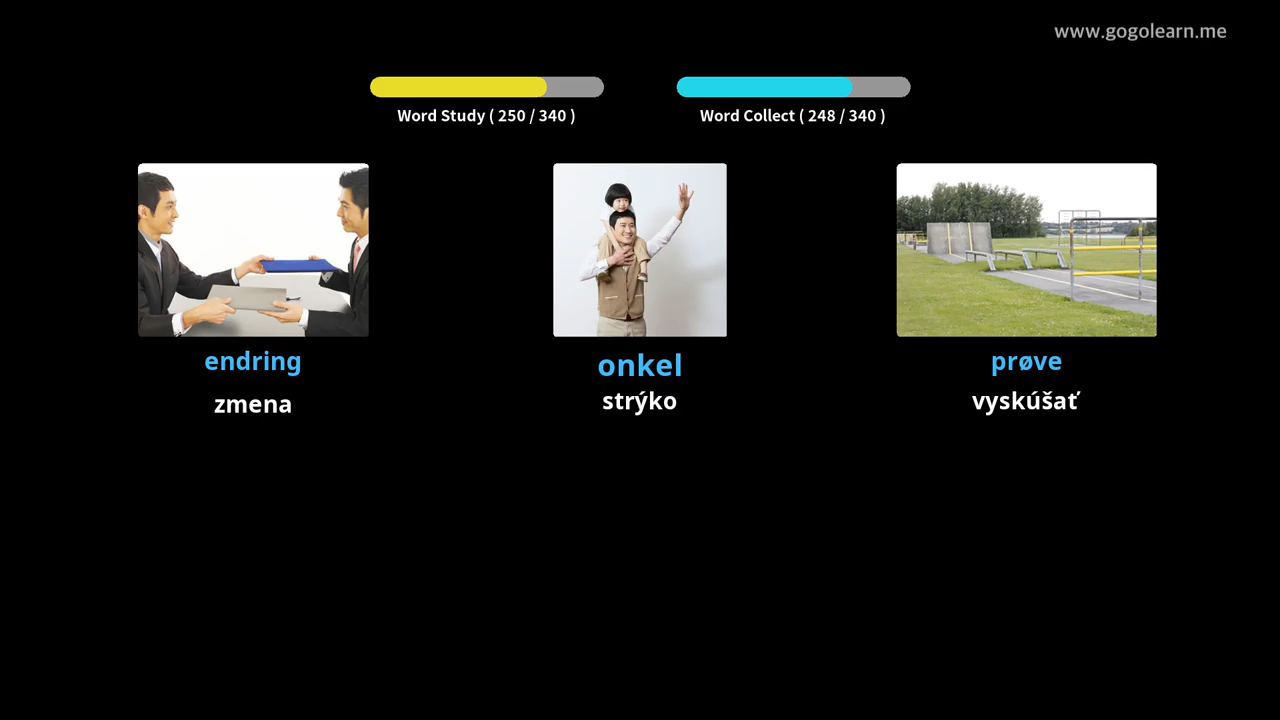 www.gogolearn.me
Word Study ( 250 / 340 )
Word Collect ( 248 / 340 )
endring
onkel
prøve
zmena
strýko
vyskúšať